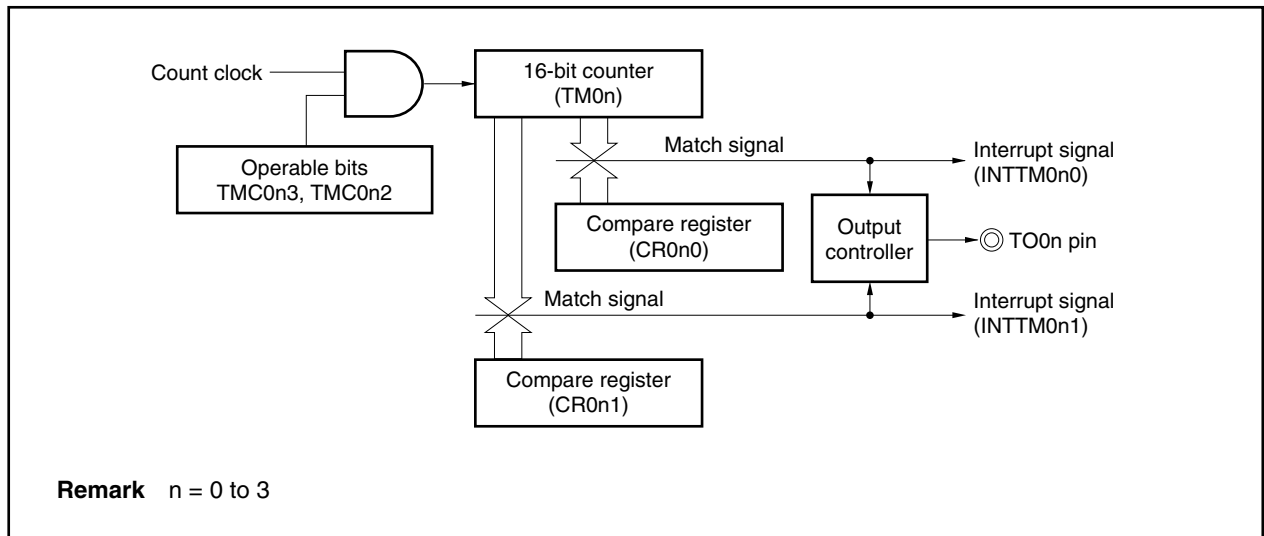 Count clock
16-bit counter
(TM0n)
Operable bits
TMC0n3, TMC0n2
Match signal
Interrupt signal
(INTTM0n0)
Compare register
(CR0n0)
Output
controller
TO0n pin
Match signal
Interrupt signal
(INTTM0n1)
Compare register
(CR0n1)
Remark n = 0 to 3